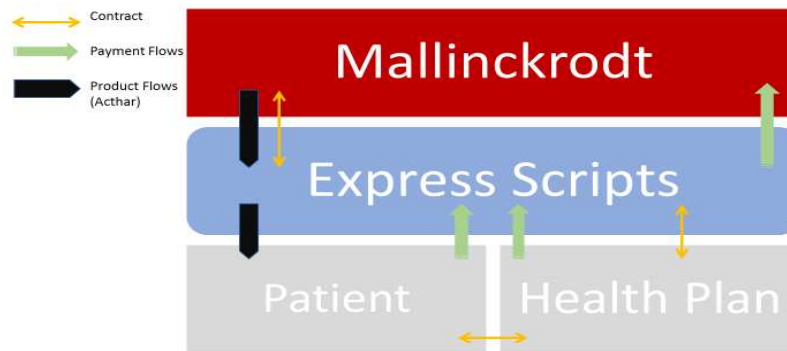 Contract
Payment Flows
Product Flows
(Acthar)
Mallinckrodt
Express Scripts
Patient
Health Plan